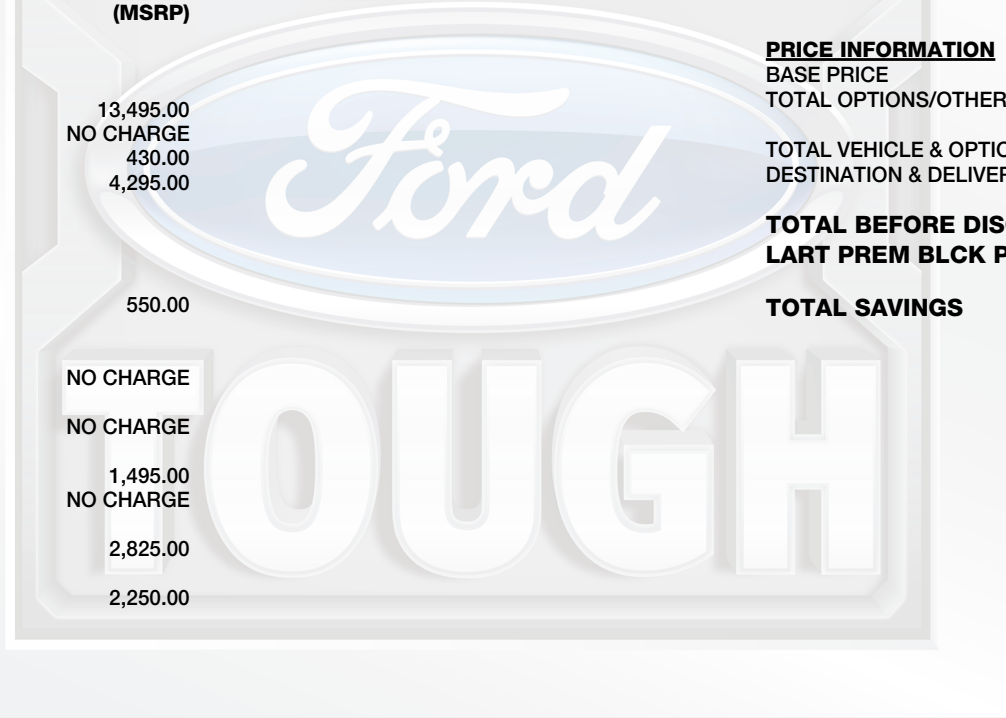 (MSRP)
13,495.00
NO CHARGE
430.00
4,295.00
550.00
NO CHARGE
NO CHARGE
1,495.00
NO CHARGE
2,825.00
2,250.00
PRICE INFORMATION
BASE PRICE
TOTAL OPTIONS/OTHER
TOTAL VEHICLE & OPTIO
DESTINATION & DELIVER
TOTAL BEFORE DIS
LART PREM BLCK P
TOTAL SAVINGS
Ford
TOUGH